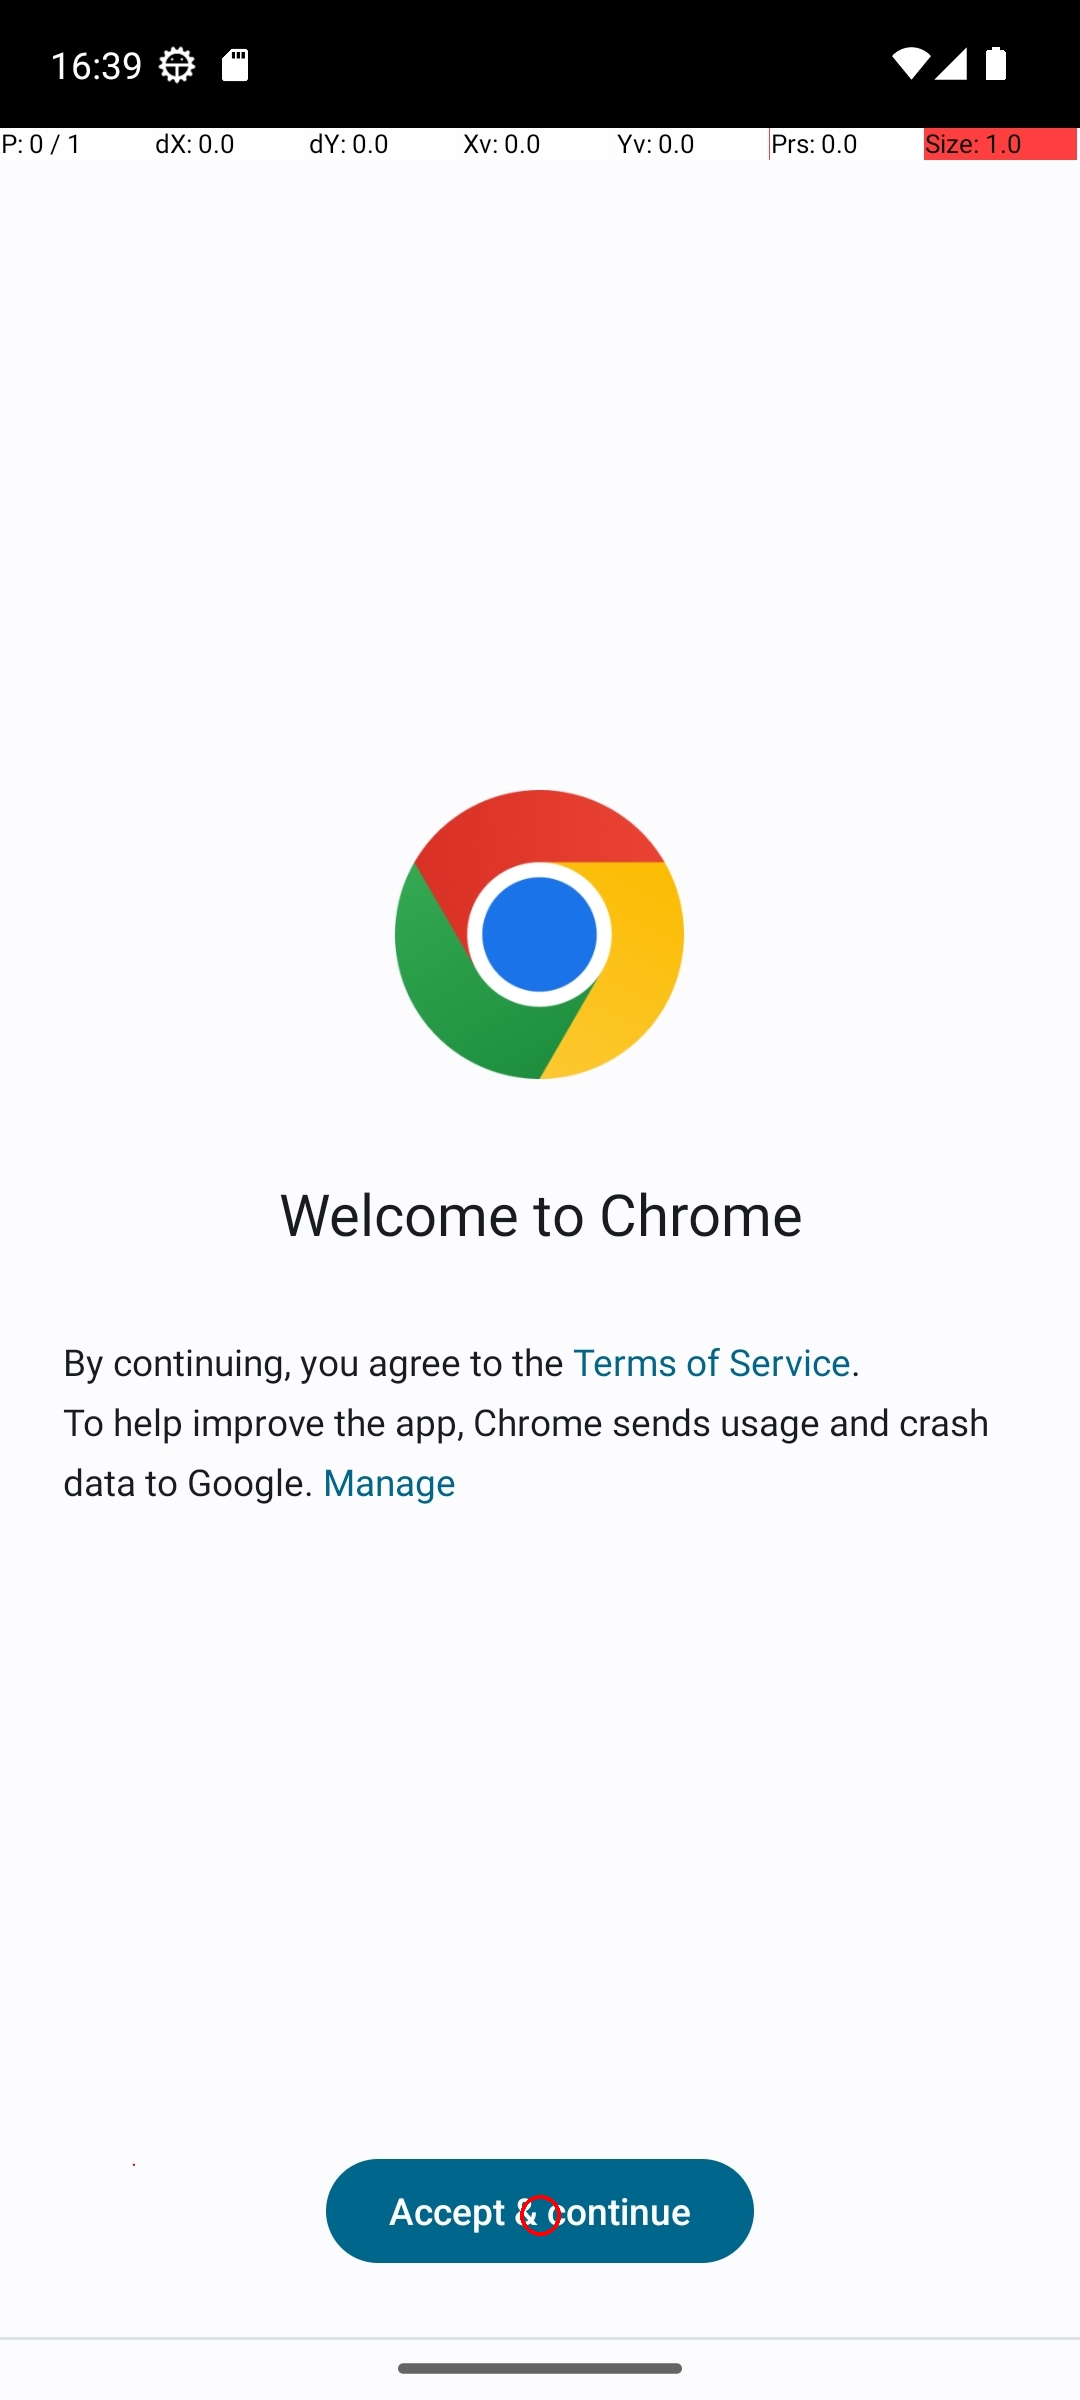 16:39
P: 0 / 1 dX: 0.0 dY: 0.0 Xv: 0.0 Yv: 0.0 Prs: 0.0 Size: 1.0
Welcome to Chrome
By continuing, you agree to the Terms of Service.
To help improve the app, Chrome sends usage and crash
data to Google. Manage
Accept & continue